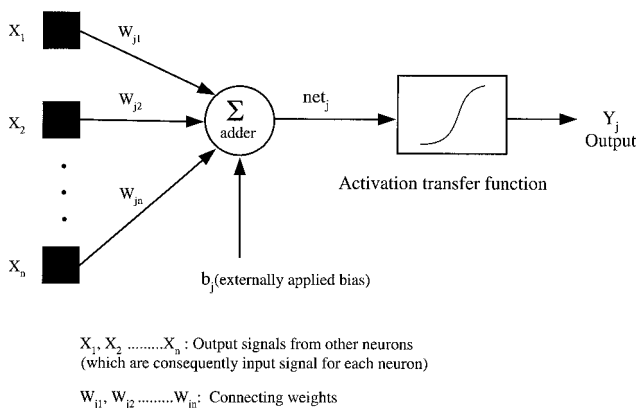 X1
Wj1
X2
Wj2
Σ
adder
netj
Yj
Output
Activation transfer function
Wjn
Xn
bj(externally applied bias)
X1, X2 .........Xn : Output signals from other neurons
(which are consequently input signal for each neuron)
Wj1, Wj2 ........Wjn: Connecting weights